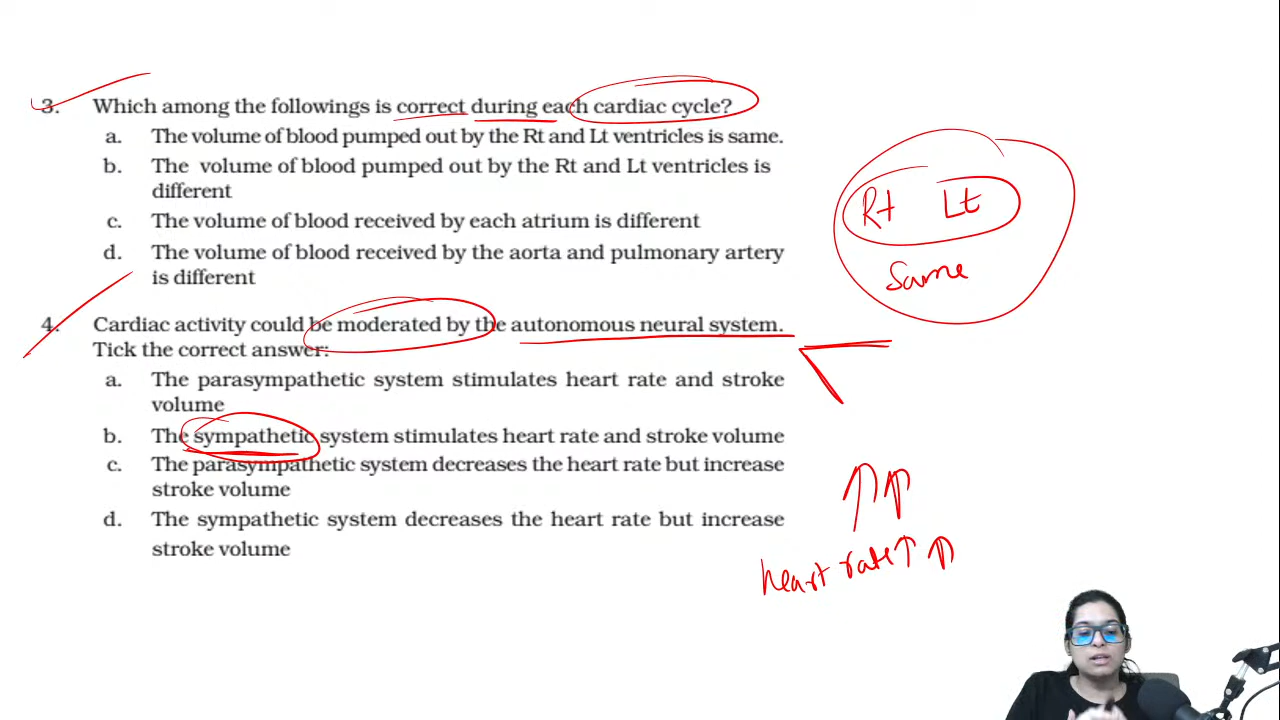 3. Which among the followings is correct during each cardiac cycle?
a. The volume of blood pumped out by the Rt and Lt ventricles is same.
b. The volume of blood pumped out by the Rt and Lt ventricles is
different
c. The volume of blood received by each atrium is different
d. The volume of blood received by the aorta and pulmonary artery
is different
Rt Lt
Same
4. Cardiac activity could be moderated by the autonomous neural system.
Tick the correct answer:
a. The parasympathetic system stimulates heart rate and stroke
volume
b. The sympathetic system stimulates heart rate and stroke volume
c. The parasympathetic system decreases the heart rate but increase
stroke volume
d. The sympathetic system decreases the heart rate but increase
stroke volume
↑↑
heart rate ↑ ↑